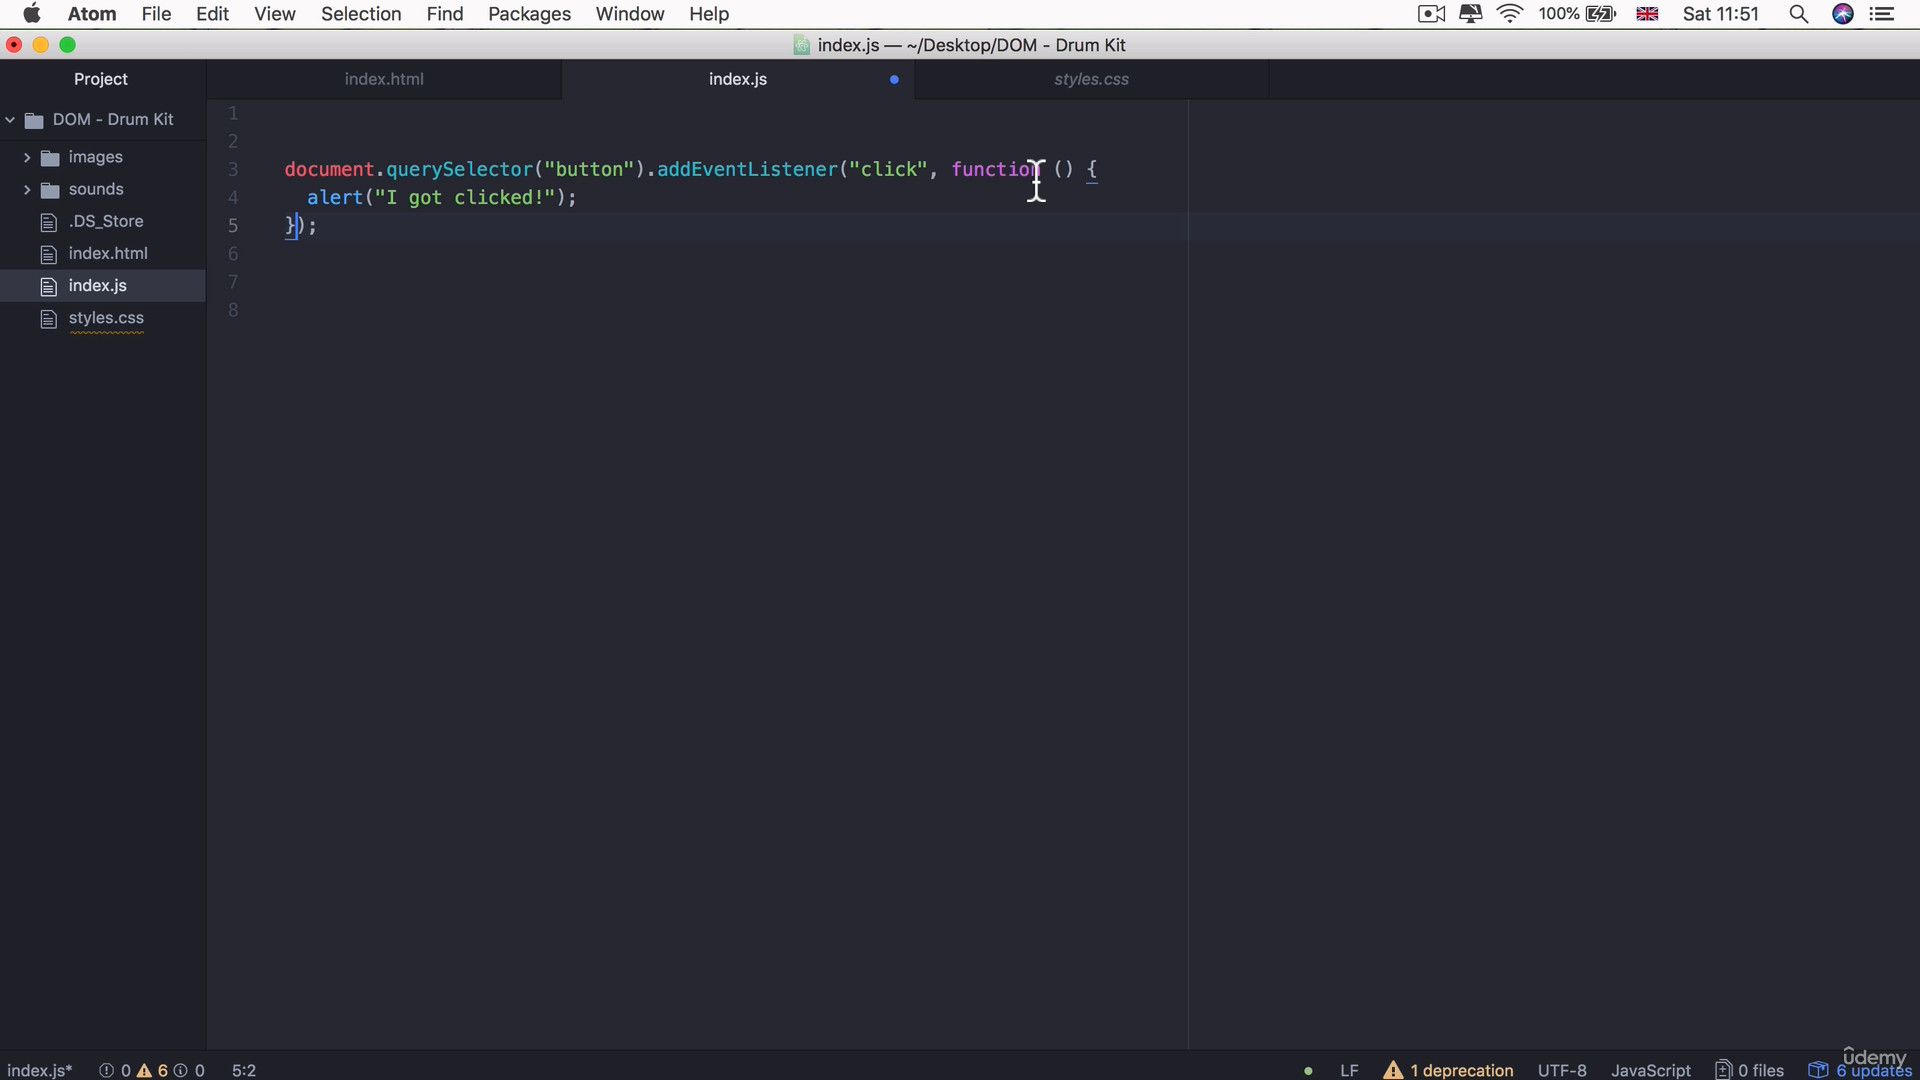 Atom File Edit View Selection Find Packages Window Help 100% Sat 11:51
index.js — ~/Desktop/DOM - Drum Kit
Project index.html index.js styles.css
DOM - Drum Kit
images
sounds
.DS_Store
index.html
index.js
styles.css
1
2
3 document.querySelector("button").addEventListener("click", function () {
4 alert("I got clicked!");
5 });
6
7
8
index.js* 0 6 0 5:2 LF 1 deprecation UTF-8 JavaScript 0 files 6 updates
ûdemy